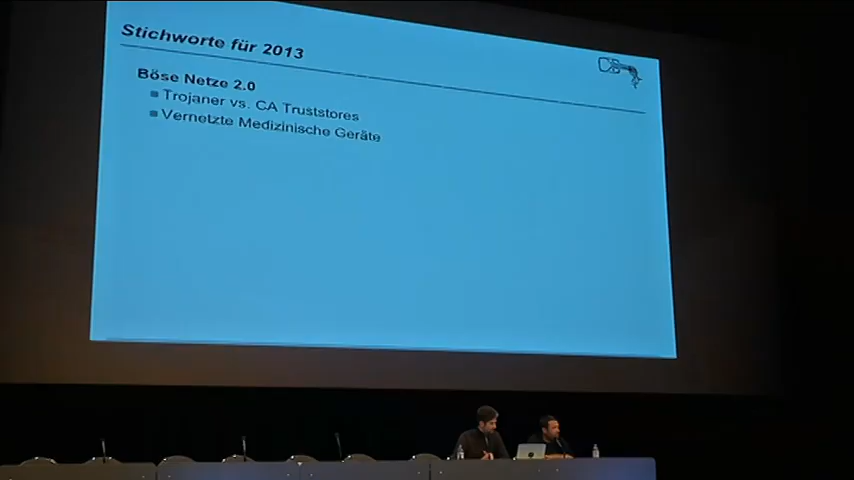 Stichworte für 2013
Böse Netze 2.0
Trojaner vs. CA Truststores
Vernetzte Medizinische Geräte